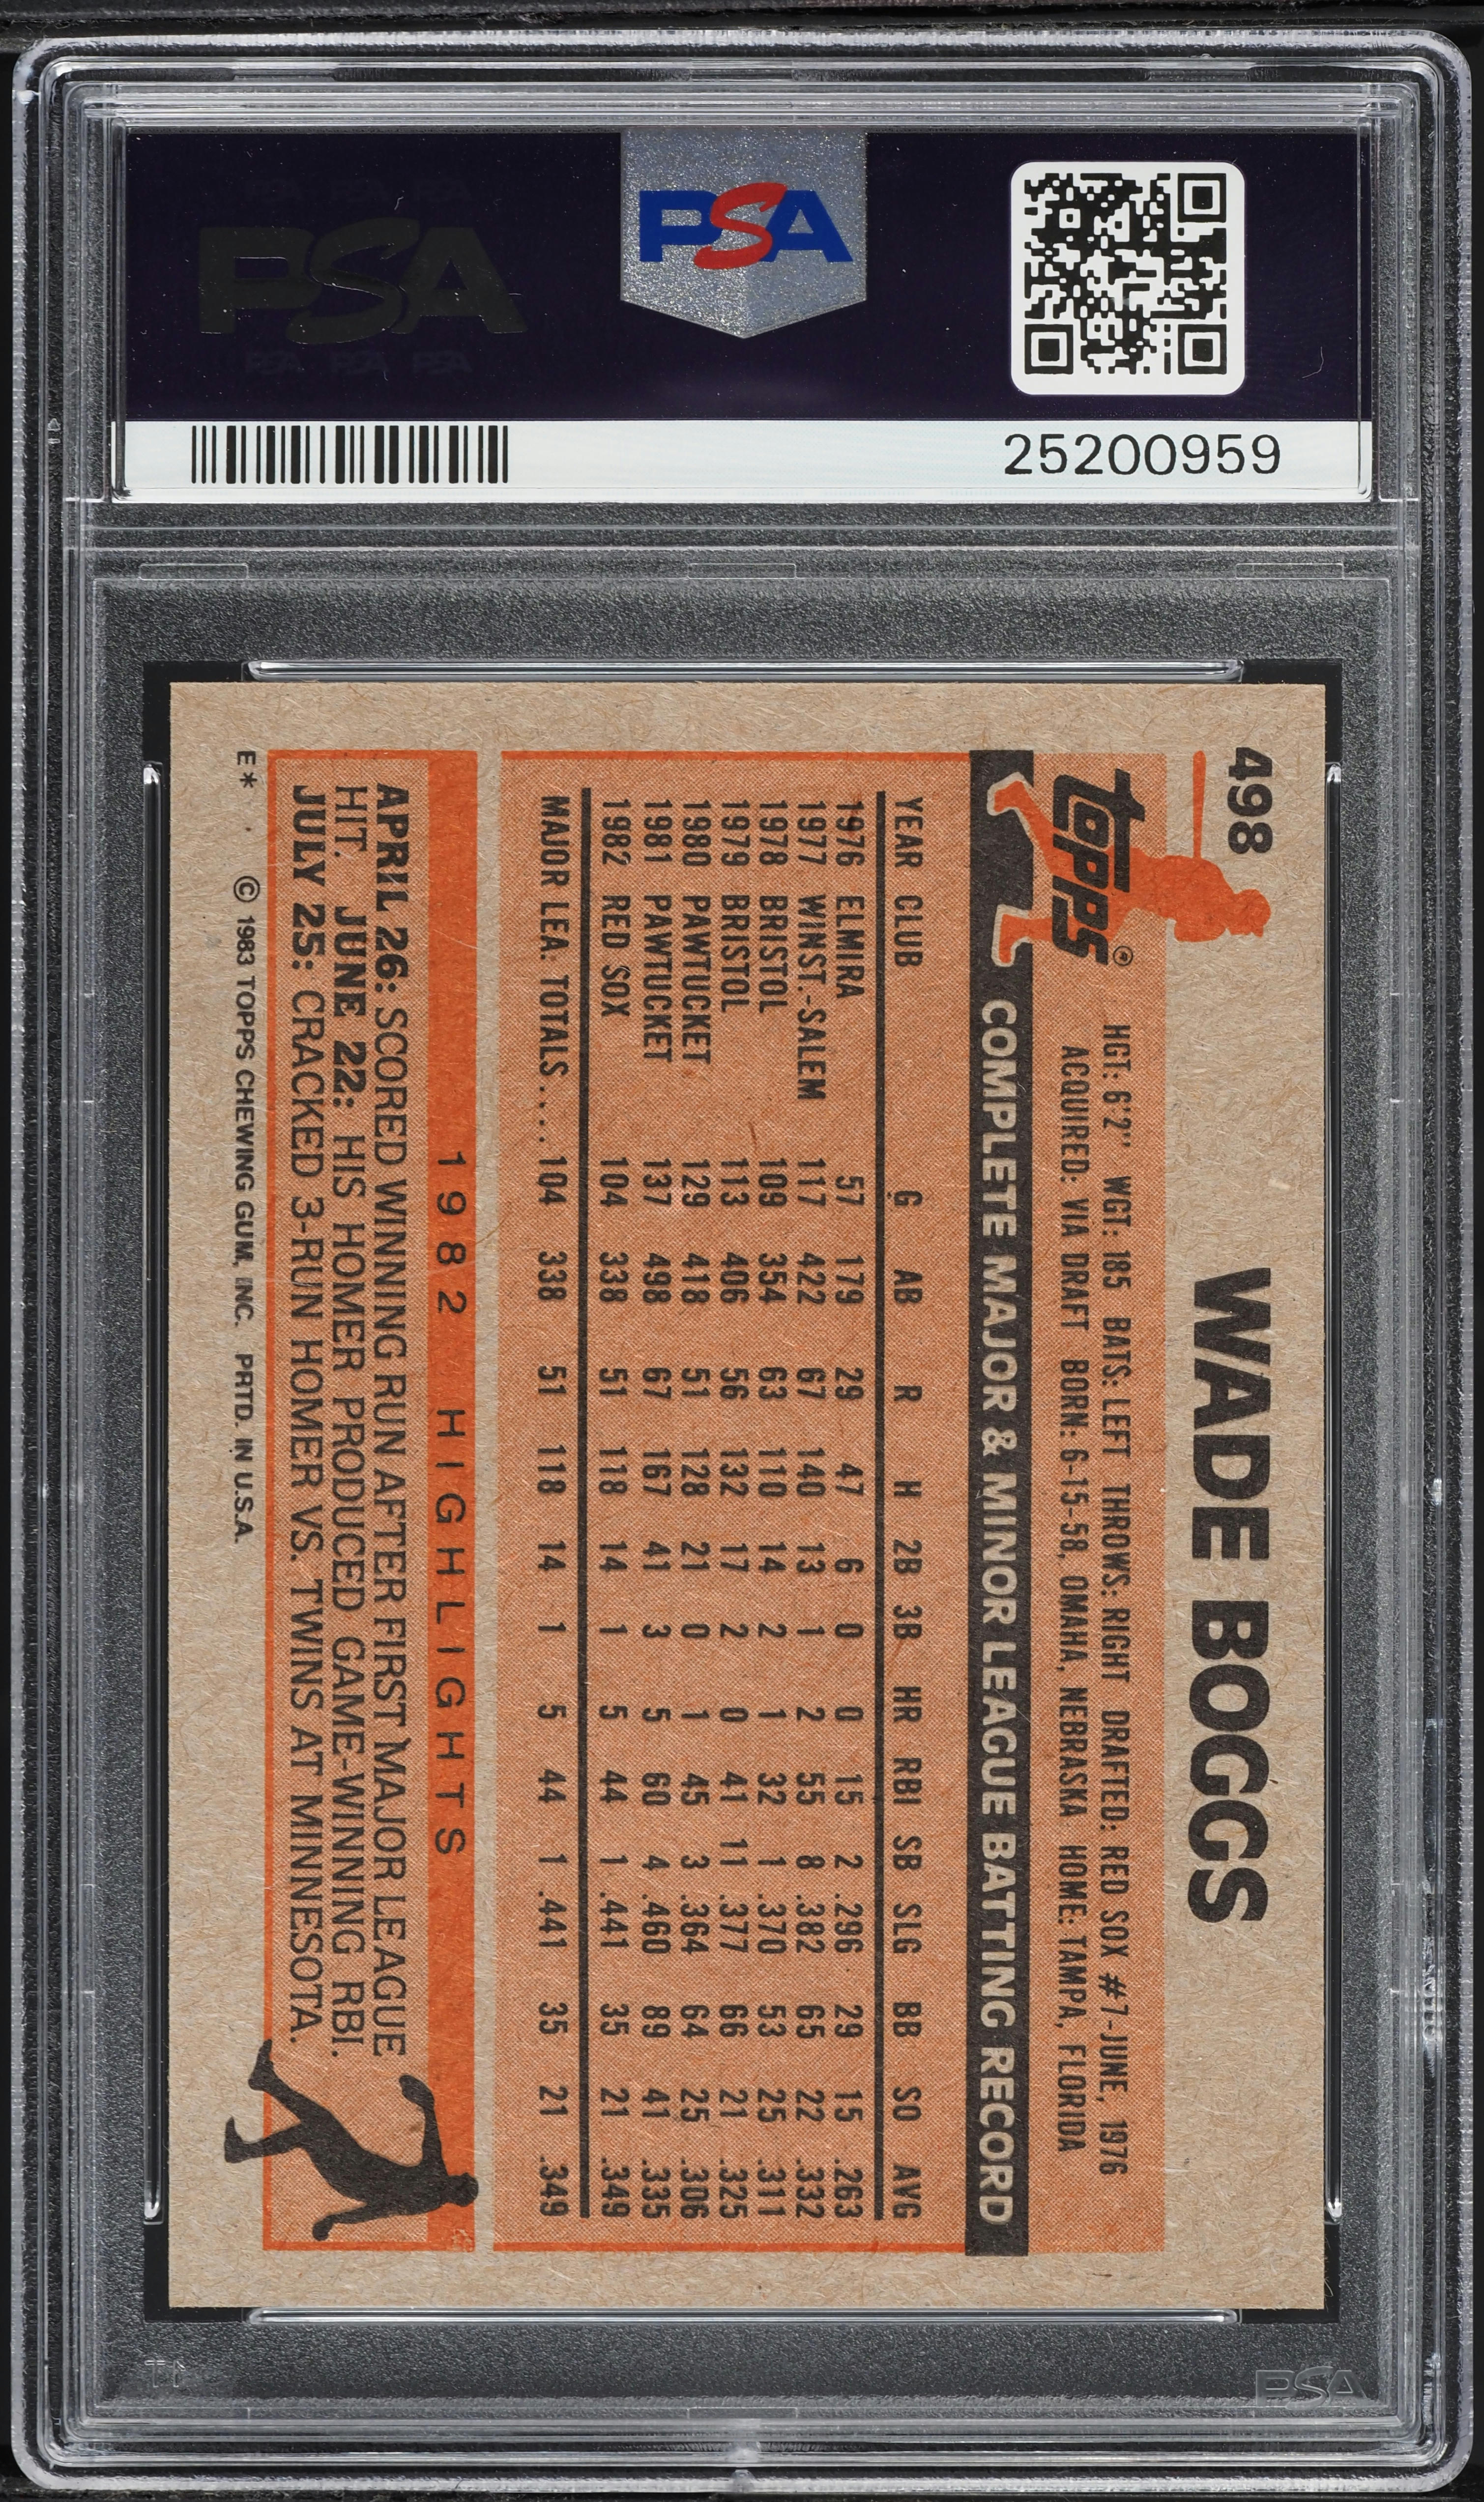 PSA
PSA
25200959
498
WADE BOGGS
Topps®
HGT: 6'2" WGT: 185 BATS: LEFT THROWS: RIGHT DRAFTED: RED SOX #7-JUNE, 1976
ACQUIRED: VIA DRAFT BORN: 6-15-58, OMAHA, NEBRASKA HOME: TAMPA, FLORIDA
COMPLETE MAJOR & MINOR LEAGUE BATTING RECORD
YEAR CLUB G AB R H 2B 3B HR RBI SB SLG BB SO AVG
1976 ELMIRA 57 179 29 47 6 0 0 15 2 .296 29 15 .263
1977 WINST.-SALEM 117 422 67 140 13 1 2 55 8 .382 65 22 .332
1978 BRISTOL 109 354 63 110 14 2 1 32 1 .370 53 25 .311
1979 BRISTOL 113 406 56 132 17 2 0 41 11 .377 66 21 .325
1980 PAWTUCKET 129 418 51 128 21 0 1 45 3 .364 64 25 .306
1981 PAWTUCKET 137 498 67 167 41 3 5 60 4 .460 89 41 .335
1982 RED SOX 104 338 51 118 14 1 5 44 1 .441 35 21 .349
MAJOR LEA. TOTALS.... 104 338 51 118 14 1 5 44 1 .441 35 21 .349
1982 HIGHLIGHTS
APRIL 26: SCORED WINNING RUN AFTER FIRST MAJOR LEAGUE
HIT. JUNE 22: HIS HOMER PRODUCED GAME-WINNING RBI.
JULY 25: CRACKED 3-RUN HOMER VS. TWINS AT MINNESOTA.
E* © 1983 TOPPS CHEWING GUM, INC. PRTD. IN U.S.A.
PSA